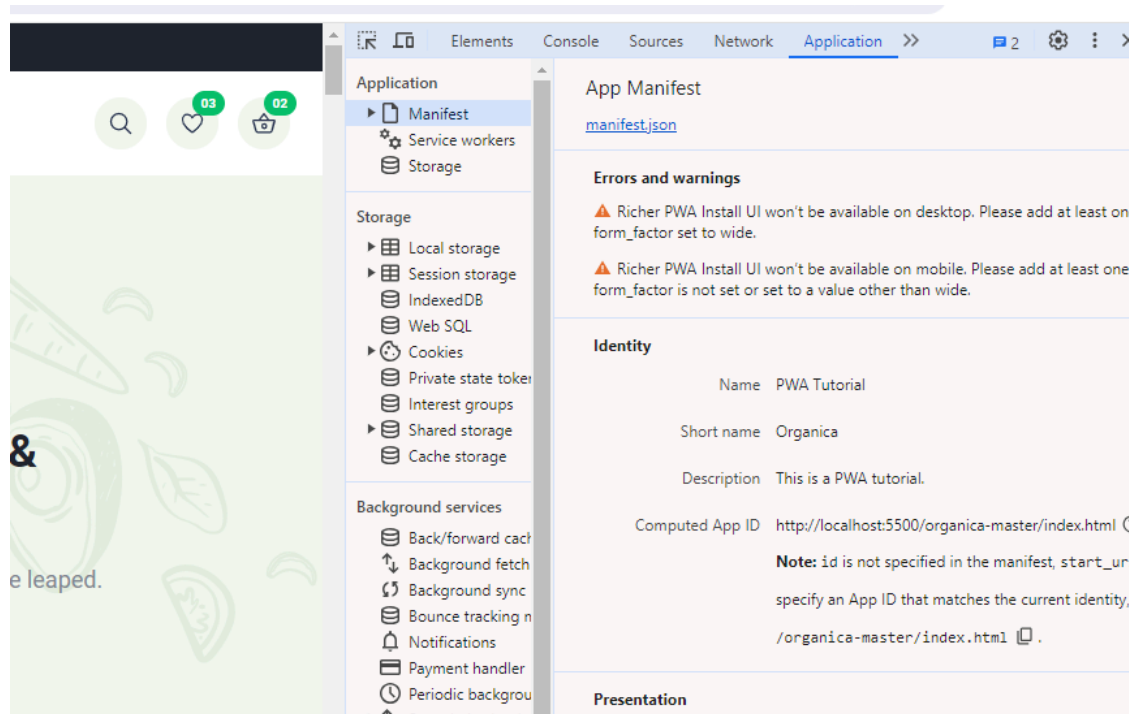 Elements Console Sources Network Application 2
03 02
&
e leaped.
Application
Manifest
Service workers
Storage
Storage
Local storage
Session storage
IndexedDB
Web SQL
Cookies
Private state token
Interest groups
Shared storage
Cache storage
Background services
Back/forward cach
Background fetch
Background sync
Bounce tracking
Notifications
Payment handler
Periodic backgrou
App Manifest
manifest.json
Errors and warnings
Richer PWA Install UI won't be available on desktop. Please add at least on
form_factor set to wide.
Richer PWA Install UI won't be available on mobile. Please add at least one
form_factor is not set or set to a value other than wide.
Identity
Name PWA Tutorial
Short name Organica
Description This is a PWA tutorial.
Computed App ID http://localhost:5500/organica-master/index.html
Note: id is not specified in the manifest, start_ur
specify an App ID that matches the current identity,
/organica-master/index.html .
Presentation